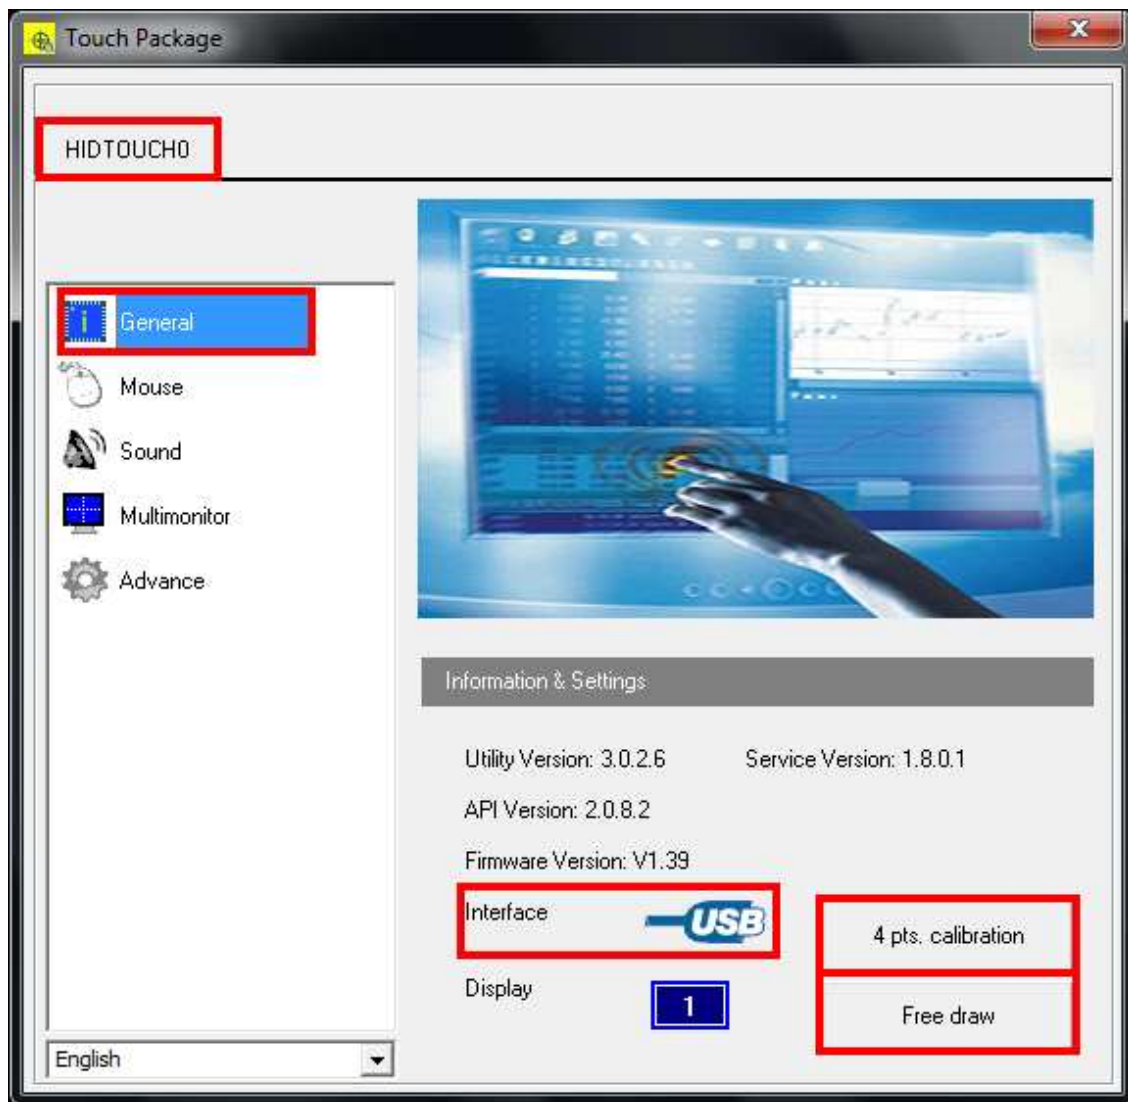 Touch Package
HIDTOUCH0
General
Mouse
Sound
Multimonitor
Advance
English
Information & Settings
Utility Version: 3.0.2.6 Service Version: 1.8.0.1
API Version: 2.0.8.2
Firmware Version: V1.39
Interface USB
4 pts. calibration
Display 1
Free draw